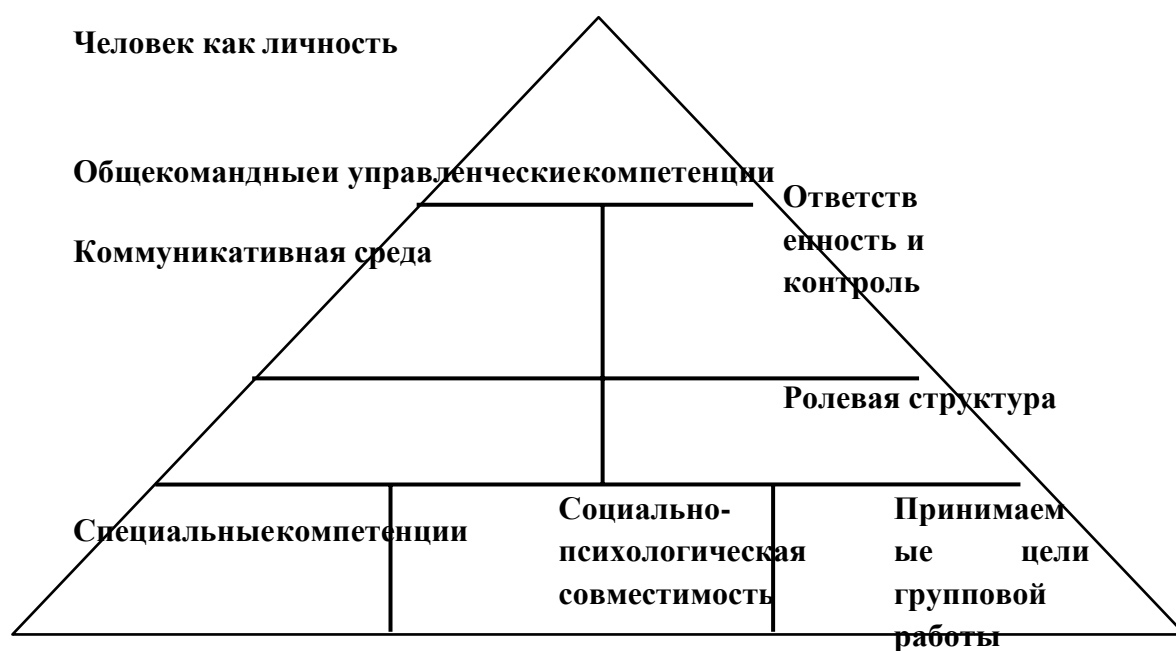 Человек как личность
Общекомандныеи управленческиекомпетенции
Ответств
енность и
контроль
Коммуникативная среда
Ролевая структура
Специальныекомпетенции
Социально-
психологическая
совместимость
Принимаем
ые цели
групповой
работы